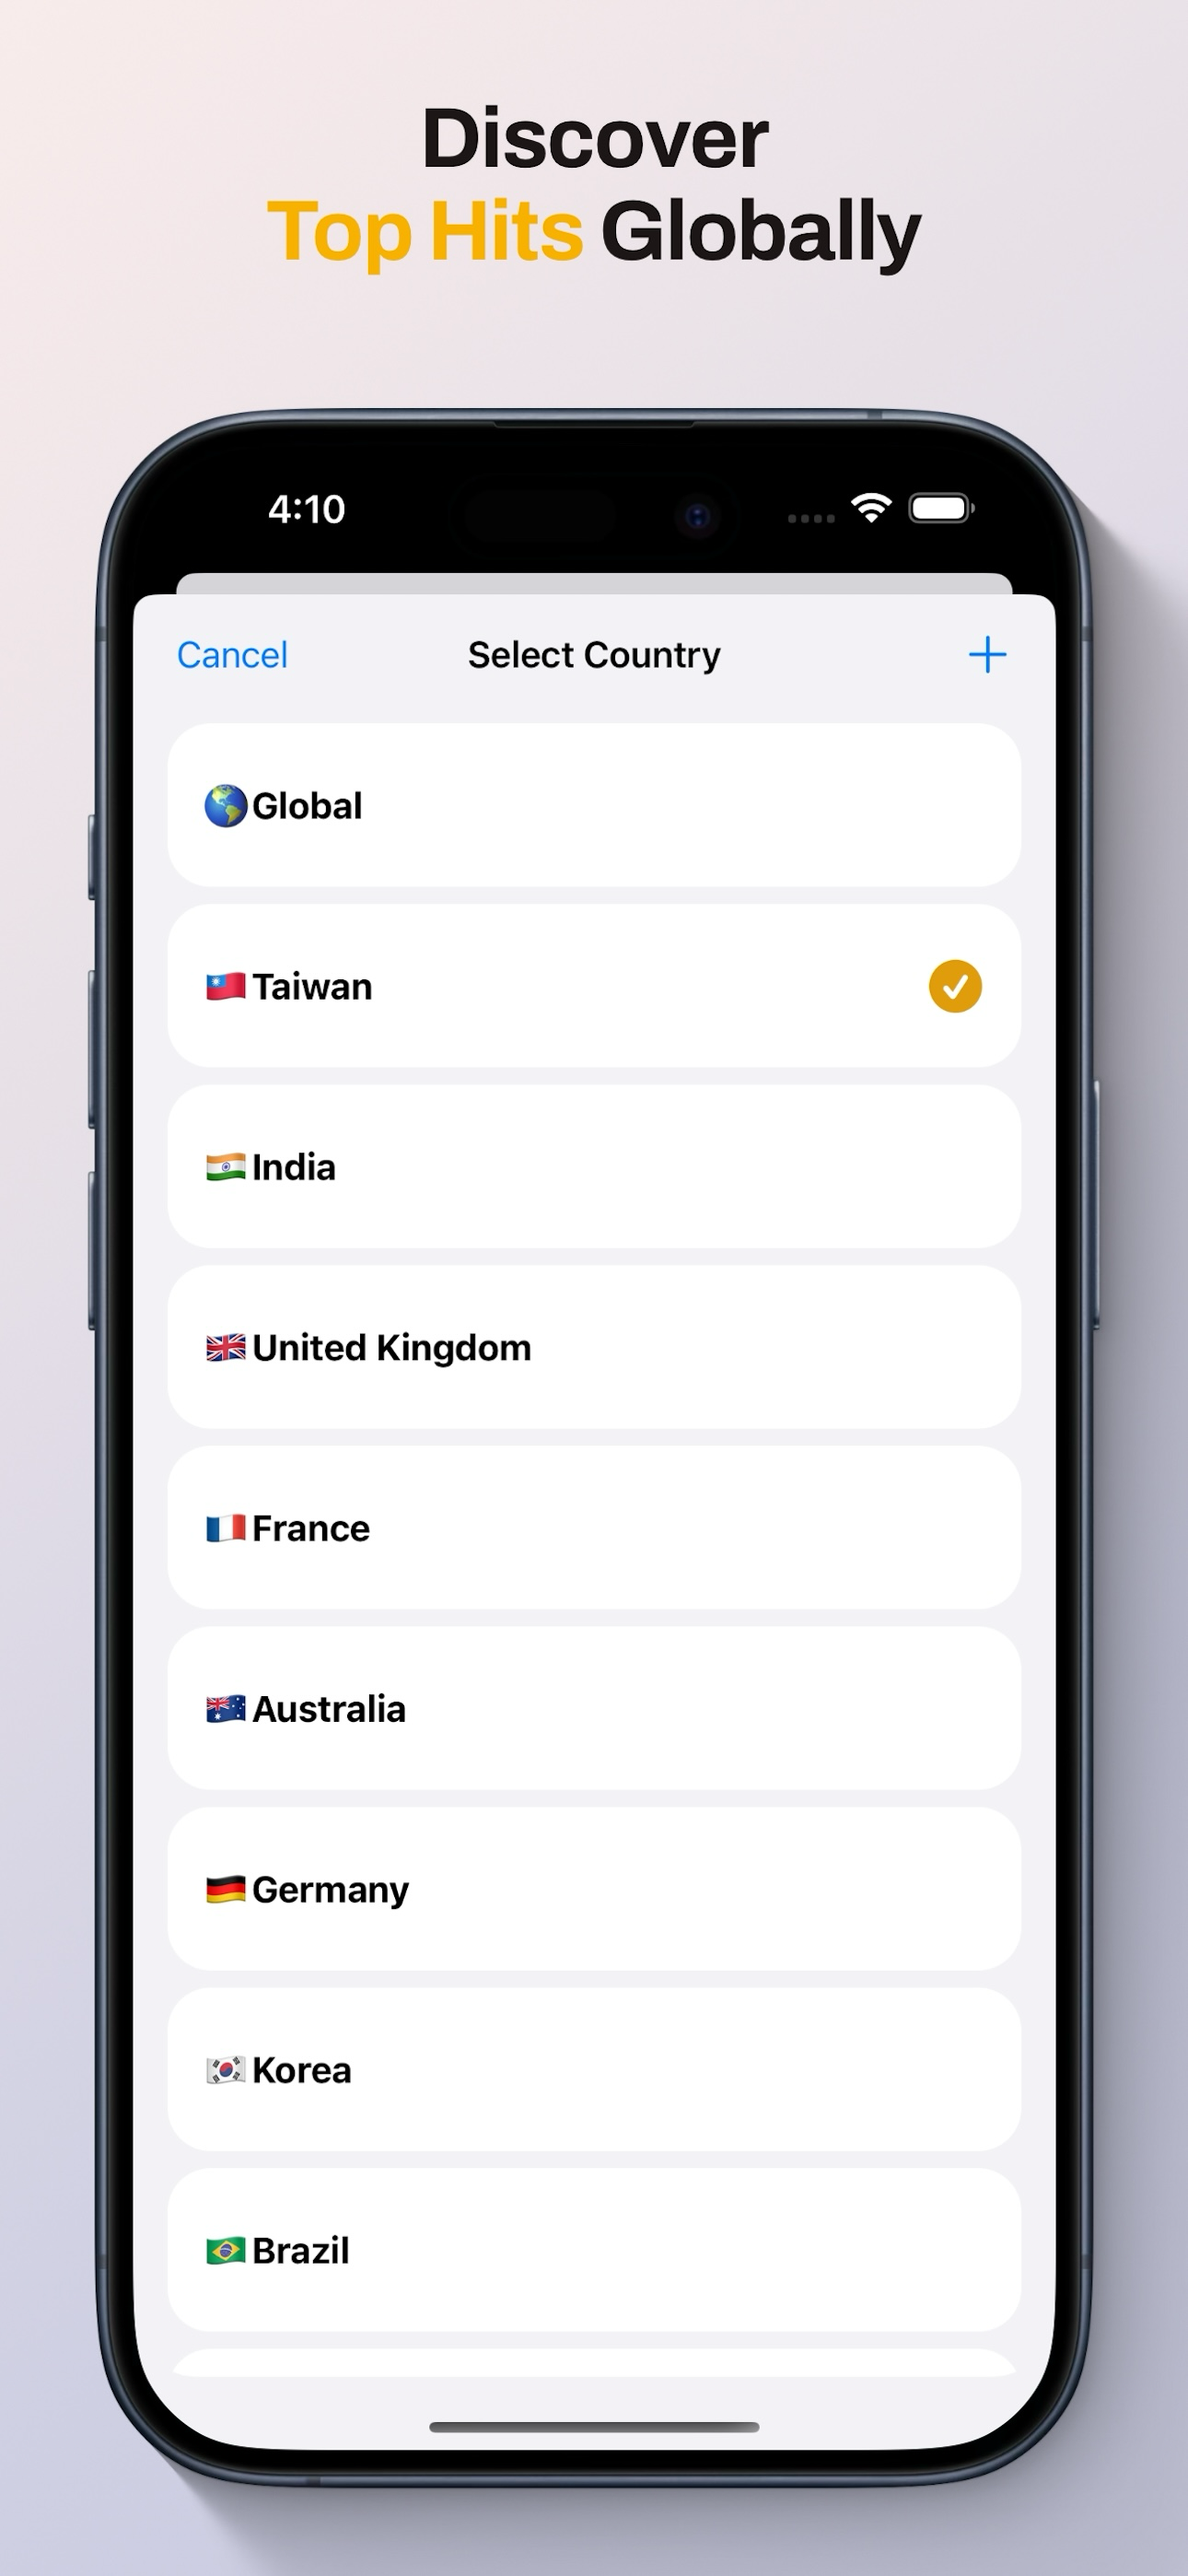 Discover
Top Hits Globally
4:10
Cancel
Select Country
Global
Taiwan
India
United Kingdom
France
Australia
Germany
Korea
Brazil